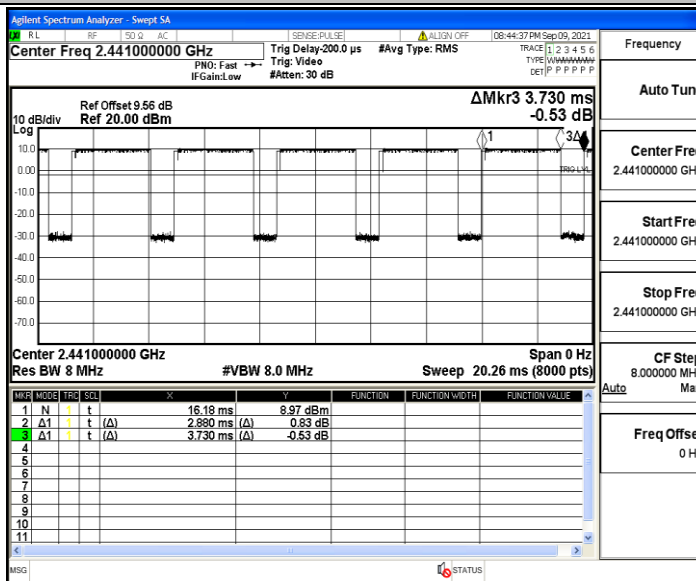 Agilent Spectrum Analyzer - Swept SA
RL RF 50 Ω AC SENSE:PULSE ALIGN OFF 08:44:37 PM Sep 09, 2021
Center Freq 2.441000000 GHz Trig Delay-200.0 µs #Avg Type: RMS TRACE 1 2 3 4 5 6
PNO: Fast Trig: Video TYPE
IFGain:Low #Atten: 30 dB DET P P P P P P
Ref Offset 9.56 dB ΔMkr3 3.730 ms
10 dB/div Ref 20.00 dBm -0.53 dB
Log
1 3Δ1
10.0
0.00
TRIG LVL
-10.0
-20.0
-30.0
-40.0
-50.0
-60.0
-70.0
Center 2.441000000 GHz Span 0 Hz
Res BW 8 MHz #VBW 8.0 MHz Sweep 20.26 ms (8000 pts)
MKR MODE TRC SCL X Y FUNCTION FUNCTION WIDTH FUNCTION VALUE
1 N 1 t 16.18 ms 8.97 dBm
2 Δ1 1 t (Δ) 2.880 ms (Δ) 0.83 dB
3 Δ1 1 t (Δ) 3.730 ms (Δ) -0.53 dB
4
5
6
7
8
9
10
11
MSG STATUS
Frequency
Auto Tun
Center Fre
2.441000000 GH
Start Fre
2.441000000 GH
Stop Fre
2.441000000 GH
CF Step
8.000000 MH
Auto Ma
Freq Offse
0 H